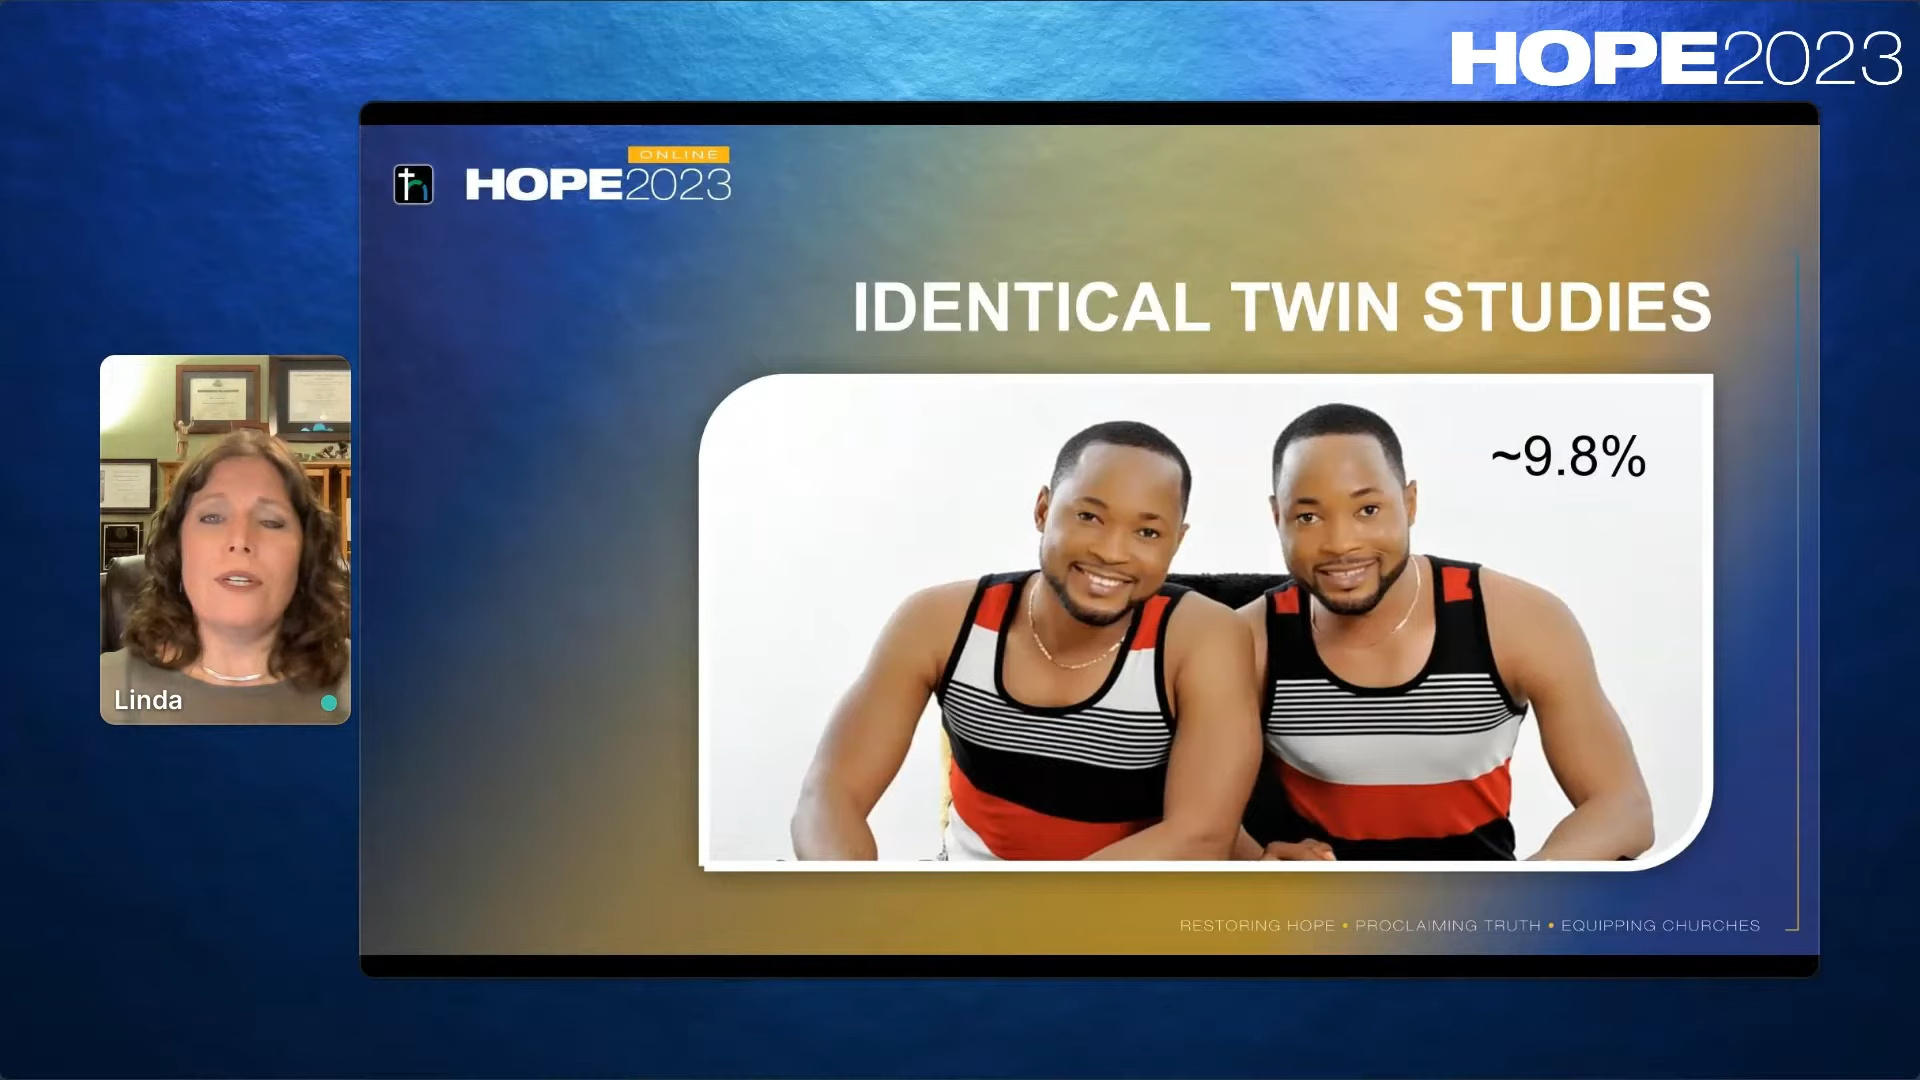 HOPE2023
ONLINE
HOPE2023
IDENTICAL TWIN STUDIES
~9.8%
Linda
RESTORING HOPE • PROCLAIMING TRUTH • EQUIPPING CHURCHES